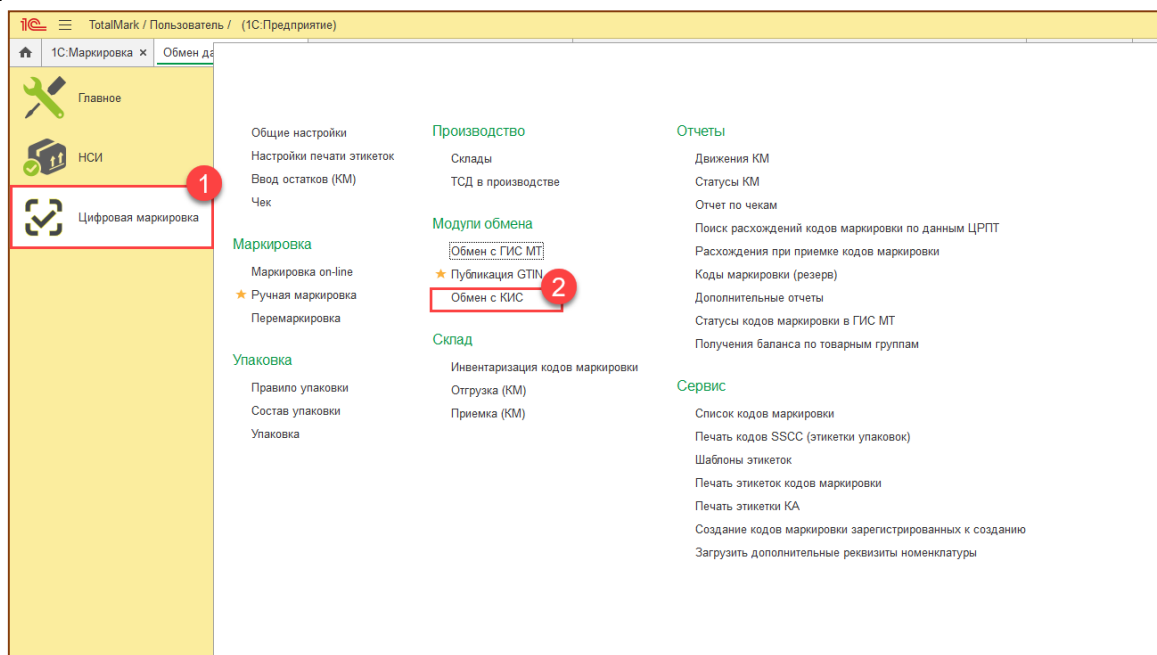 1С TotalMark / Пользователь / (1С:Предприятие)
1С:Маркировка × Обмен да
Главное
НСИ
1
Цифровая маркировка
Общие настройки
Настройки печати этикеток
Ввод остатков (КМ)
Чек
Маркировка
Маркировка on-line
Ручная маркировка
Перемаркировка
Упаковка
Правило упаковки
Состав упаковки
Упаковка
Производство
Склады
ТСД в производстве
Модули обмена
Обмен с ГИС МТ
Публикация GTIN
2
Обмен с КИС
Склад
Инвентаризация кодов маркировки
Отгрузка (КМ)
Приемка (КМ)
Отчеты
Движения КМ
Статусы КМ
Отчет по чекам
Поиск расхождений кодов маркировки по данным ЦРПТ
Расхождения при приемке кодов маркировки
Коды маркировки (резерв)
Дополнительные отчеты
Статусы кодов маркировки в ГИС МТ
Получения баланса по товарным группам
Сервис
Список кодов маркировки
Печать кодов SSCC (этикетки упаковок)
Шаблоны этикеток
Печать этикеток кодов маркировки
Печать этикетки КА
Создание кодов маркировки зарегистрированных к созданию
Загрузить дополнительные реквизиты номенклатуры